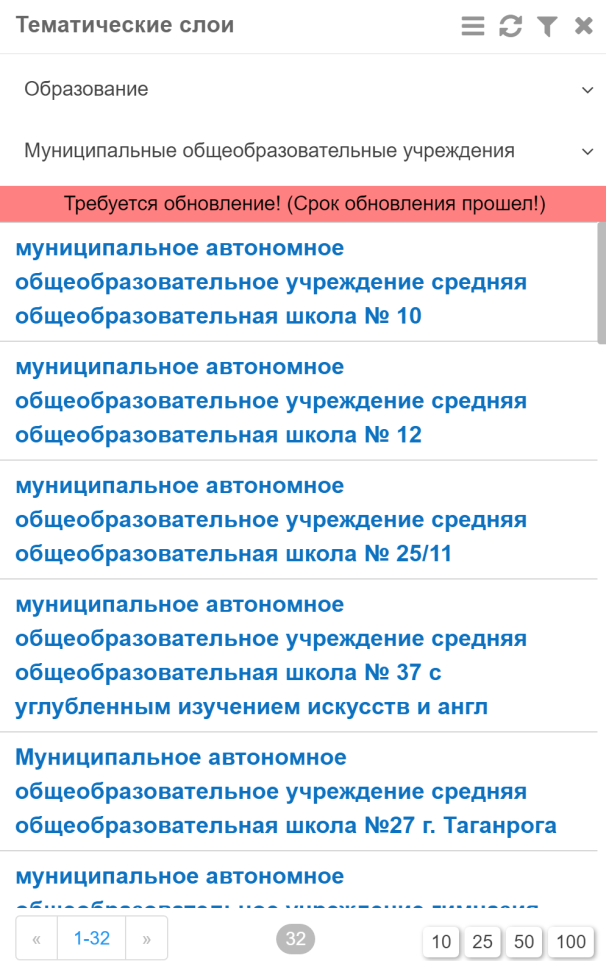 Тематические слои
Образование
Муниципальные общеобразовательные учреждения
Требуется обновление! (Срок обновления прошел!)
муниципальное автономное
общеобразовательное учреждение средняя
общеобразовательная школа № 10
муниципальное автономное
общеобразовательное учреждение средняя
общеобразовательная школа № 12
муниципальное автономное
общеобразовательное учреждение средняя
общеобразовательная школа № 25/11
муниципальное автономное
общеобразовательное учреждение средняя
общеобразовательная школа № 37 с
углубленным изучением искусств и англ
Муниципальное автономное
общеобразовательное учреждение средняя
общеобразовательная школа №27 г. Таганрога
муниципальное автономное
общеобразовательное учреждение гимназия
« 1-32 » 32 10 25 50 100